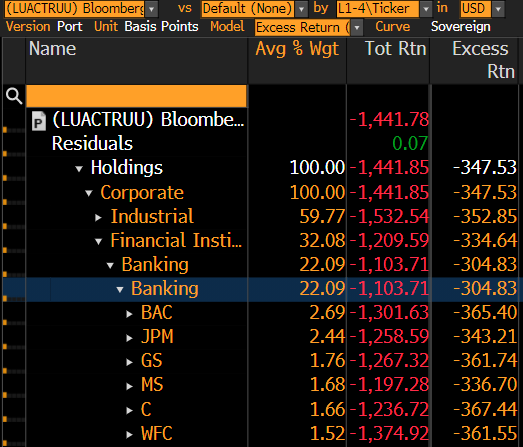 (LUACTRUU) Bloomberg vs Default (None) by L1-4\Ticker in USD
Version Port Unit Basis Points Model Excess Return ( Curve Sovereign
Name Avg % Wgt Tot Rtn Excess Rtn
(LUACTRUU) Bloombe... -1,441.78
Residuals 0.07
Holdings 100.00 -1,441.85 -347.53
Corporate 100.00 -1,441.85 -347.53
Industrial 59.77 -1,532.54 -352.85
Financial Insti... 32.08 -1,209.59 -334.64
Banking 22.09 -1,103.71 -304.83
Banking 22.09 -1,103.71 -304.83
BAC 2.69 -1,301.63 -365.40
JPM 2.44 -1,258.59 -343.21
GS 1.76 -1,267.32 -361.74
MS 1.68 -1,197.28 -336.70
C 1.66 -1,236.72 -367.44
WFC 1.52 -1,374.92 -361.55